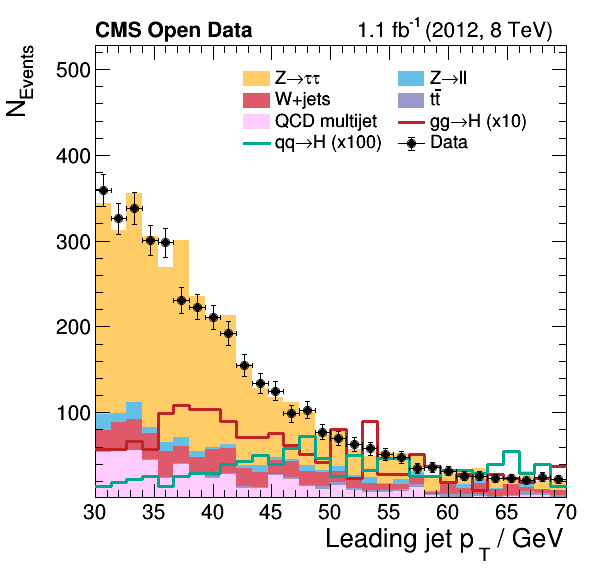 CMS Open Data 1.1 fb⁻¹ (2012, 8 TeV)
N_Events
500
400
300
200
100
Z→ττ Z→ll
W+jets tt̄
QCD multijet gg→H (x10)
qq→H (x100) Data
30 35 40 45 50 55 60 65 70
Leading jet p_T / GeV